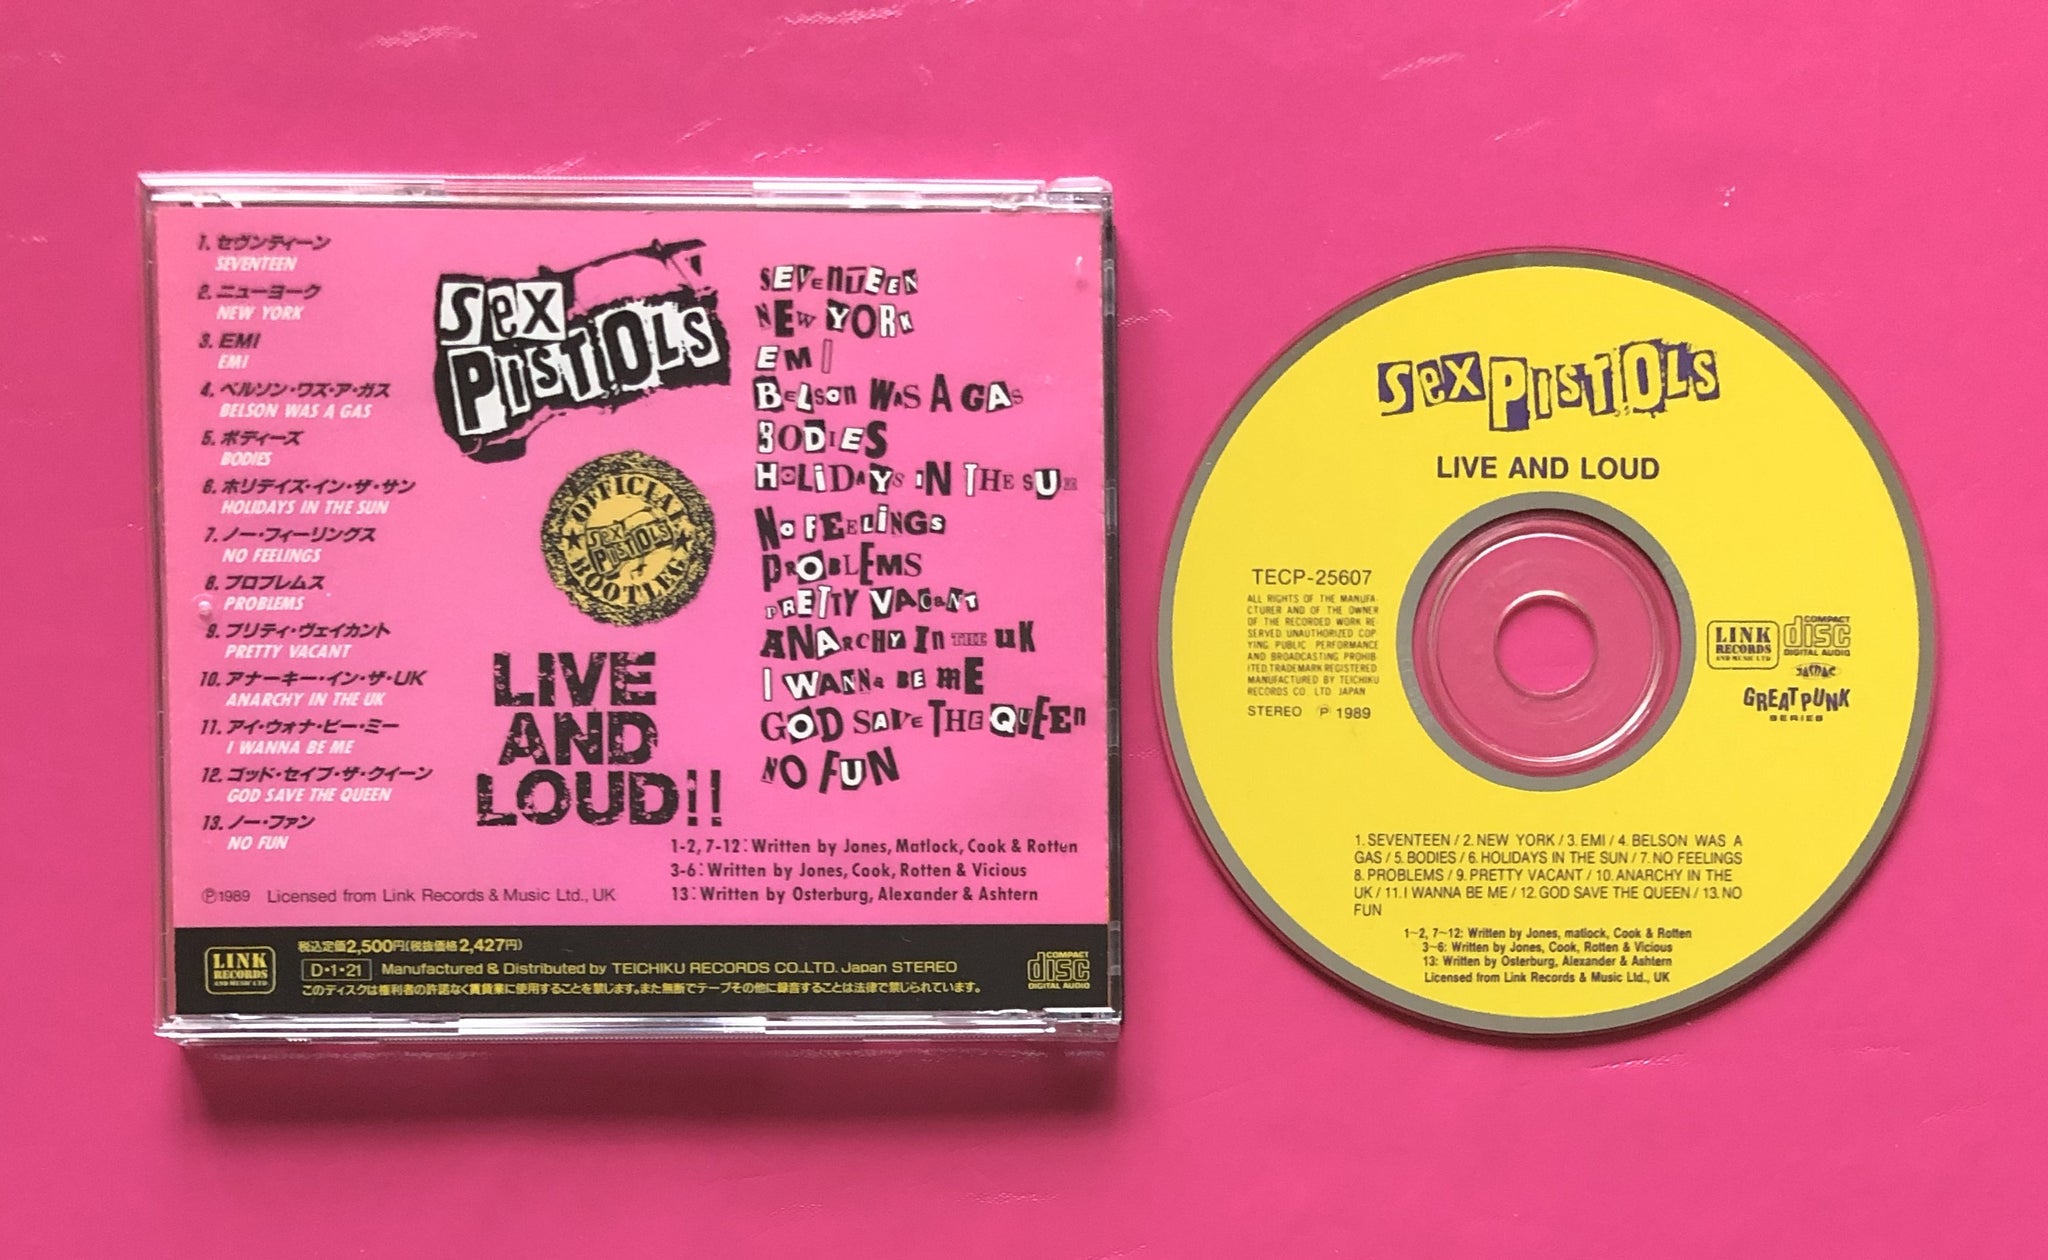 1. セヴンティーン
SEVENTEEN
2. ニューヨーク
NEW YORK
3. EMI
EMI
4. ベルソン・ワズ・ア・ガス
BELSON WAS A GAS
5. ボディーズ
BODIES
6. ホリデイズ・イン・ザ・サン
HOLIDAYS IN THE SUN
7. ノー・フィーリングス
NO FEELINGS
8. プロブレムス
PROBLEMS
9. プリティ・ヴェイカント
PRETTY VACANT
10. アナーキー・イン・ザ・UK
ANARCHY IN THE UK
11. アイ・ウォナ・ビー・ミー
I WANNA BE ME
12. ゴッド・セイブ・ザ・クイーン
GOD SAVE THE QUEEN
13. ノー・ファン
NO FUN
Sex
PISTOLS
OFFICIAL
Sex
PISTOLS
BOOTLEG
LIVE
AND
LOUD!!
SEVEnTEEN
NEW YORK
EMI
BELSon WAS A GAS
BODIES
HOLiDAYS IN THE SUN
No FEELiNGS
PROBLEMS
PRETTY VACANT
ANARCHY In THE UK
I WANNa BE mE
GOD SAVE THE QUEEn
NO FUN
1-2, 7-12: Written by Jones, Matlock, Cook & Rotten
3-6: Written by Jones, Cook, Rotten & Vicious
13: Written by Osterburg, Alexander & Ashtern
℗1989 Licensed from Link Records & Music Ltd., UK
LINK
RECORDS
AND MUSIC LTD
税込定価2,500円(税抜価格2,427円)
D・1・21 Manufactured & Distributed by TEICHIKU RECORDS CO.,LTD. Japan STEREO
このディスクは権利者の許諾なく賃貸業に使用することを禁じます。また無断でテープその他に録音することは法律で禁じられています。
COMPACT
disc
DIGITAL AUDIO
Sex PISTOLS
LIVE AND LOUD
TECP-25607
ALL RIGHTS OF THE MANUFA-
CTURER AND OF THE OWNER
OF THE RECORDED WORK RE-
SERVED UNAUTHORIZED COP-
YING PUBLIC PERFORMANCE
AND BROADCASTING PROHIB-
ITED.TRADEMARK REGISTERED.
MANUFACTURED BY TEICHIKU
RECORDS CO. LTD JAPAN
STEREO ℗ 1989
LINK
RECORDS
AND MUSIC LTD
COMPACT
disc
DIGITAL AUDIO
JASRAC
GREAT PUNK
SERIES
1. SEVENTEEN / 2. NEW YORK / 3. EMI / 4. BELSON WAS A
GAS / 5. BODIES / 6. HOLIDAYS IN THE SUN / 7. NO FEELINGS
8. PROBLEMS / 9. PRETTY VACANT / 10. ANARCHY IN THE
UK / 11. I WANNA BE ME / 12. GOD SAVE THE QUEEN / 13. NO
FUN
1~2, 7~12: Written by Jones, matlock, Cook & Rotten
3~6: Written by Jones, Cook, Rotten & Vicious
13: Written by Osterburg, Alexander & Ashtern
Licensed from Link Records & Music Ltd., UK